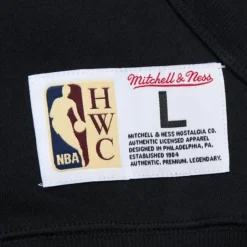 Mitchell & Ness
HWC
NBA
L
MITCHELL & NESS NOSTALGIA CO.
AUTHENTIC LICENSED APPAREL
DESIGNED IN PHILADELPHIA, PA
ESTABLISHED 1904
AUTHENTIC. PREMIUM. LEGENDARY.